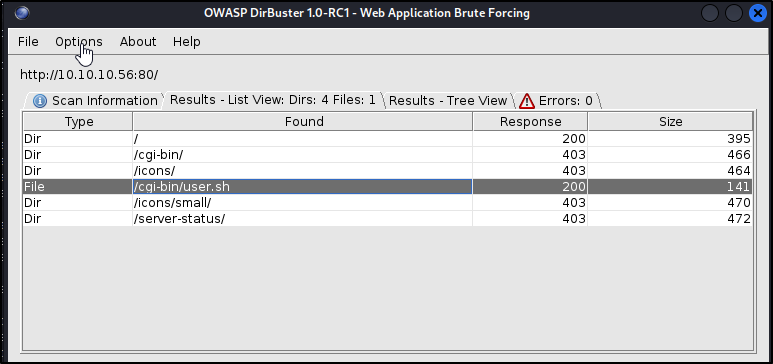 OWASP DirBuster 1.0-RC1 - Web Application Brute Forcing
File Options About Help
http://10.10.10.56:80/
Scan Information Results - List View: Dirs: 4 Files: 1 Results - Tree View Errors: 0
Type Found Response Size
Dir / 200 395
Dir /cgi-bin/ 403 466
Dir /icons/ 403 464
File /cgi-bin/user.sh 200 141
Dir /icons/small/ 403 470
Dir /server-status/ 403 472